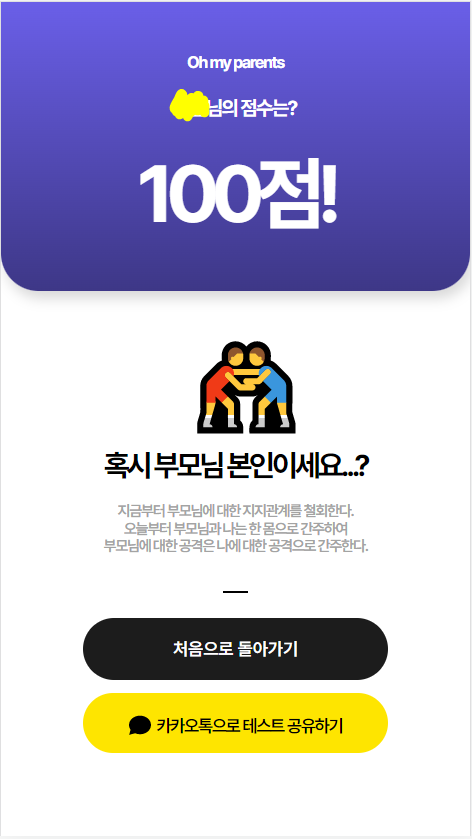 Oh my parents
님의 점수는?
100점!
혹시 부모님 본인이세요...?
지금부터 부모님에 대한 지지관계를 철회한다.
오늘부터 부모님과 나는 한 몸으로 간주하여
부모님에 대한 공격은 나에 대한 공격으로 간주한다.
처음으로 돌아가기
카카오톡으로 테스트 공유하기